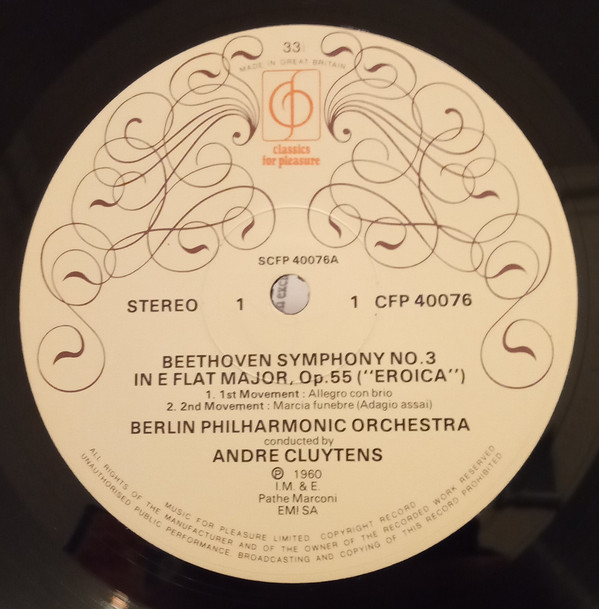 33⅓
MADE IN GREAT BRITAIN
classics
for pleasure
SCFP 40076A
STEREO 1 1 CFP 40076
BEETHOVEN SYMPHONY NO.3
IN E FLAT MAJOR, Op.55 ("EROICA")
1. 1st Movement : Allegro con brio
2. 2nd Movement : Marcia funebre (Adagio assai)
BERLIN PHILHARMONIC ORCHESTRA
conducted by
ANDRE CLUYTENS
℗ 1960
I.M. & E.
Pathe Marconi
EMI SA
MUSIC FOR PLEASURE LIMITED COPYRIGHT RECORD
ALL RIGHTS OF THE MANUFACTURER AND OF THE OWNER OF THE RECORDED WORK RESERVED
UNAUTHORISED PUBLIC PERFORMANCE, BROADCASTING AND COPYING OF THIS RECORD PROHIBITED